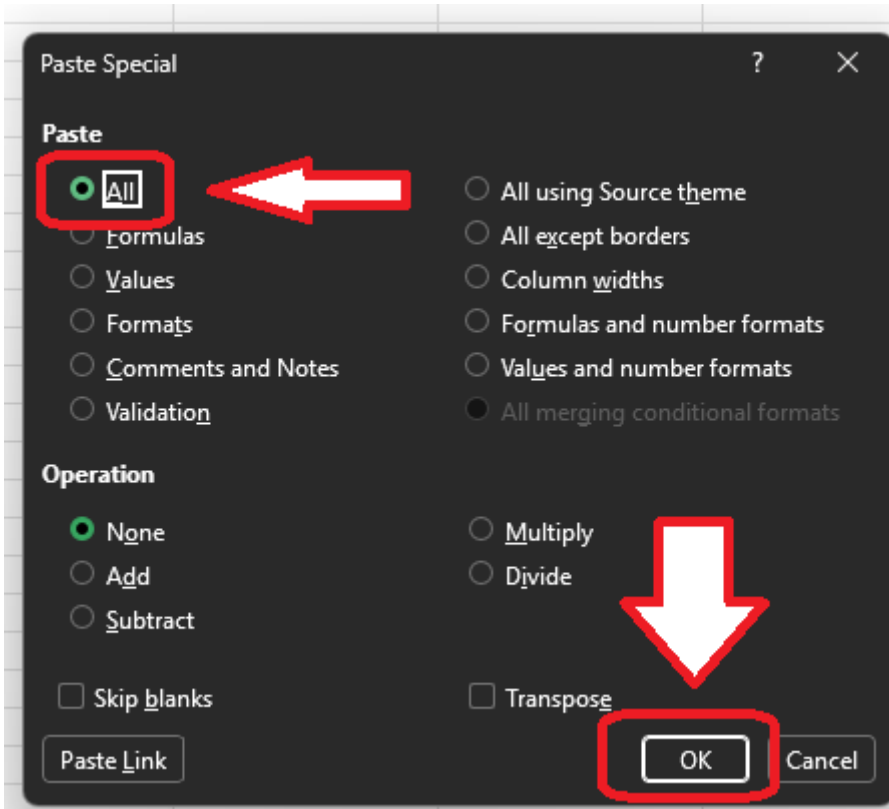 Paste Special ?
Paste
All
All using Source theme
Formulas
All except borders
Values
Column widths
Formats
Formulas and number formats
Comments and Notes
Values and number formats
Validation
All merging conditional formats
Operation
None
Multiply
Add
Divide
Subtract
Skip blanks
Transpose
Paste Link
OK
Cancel